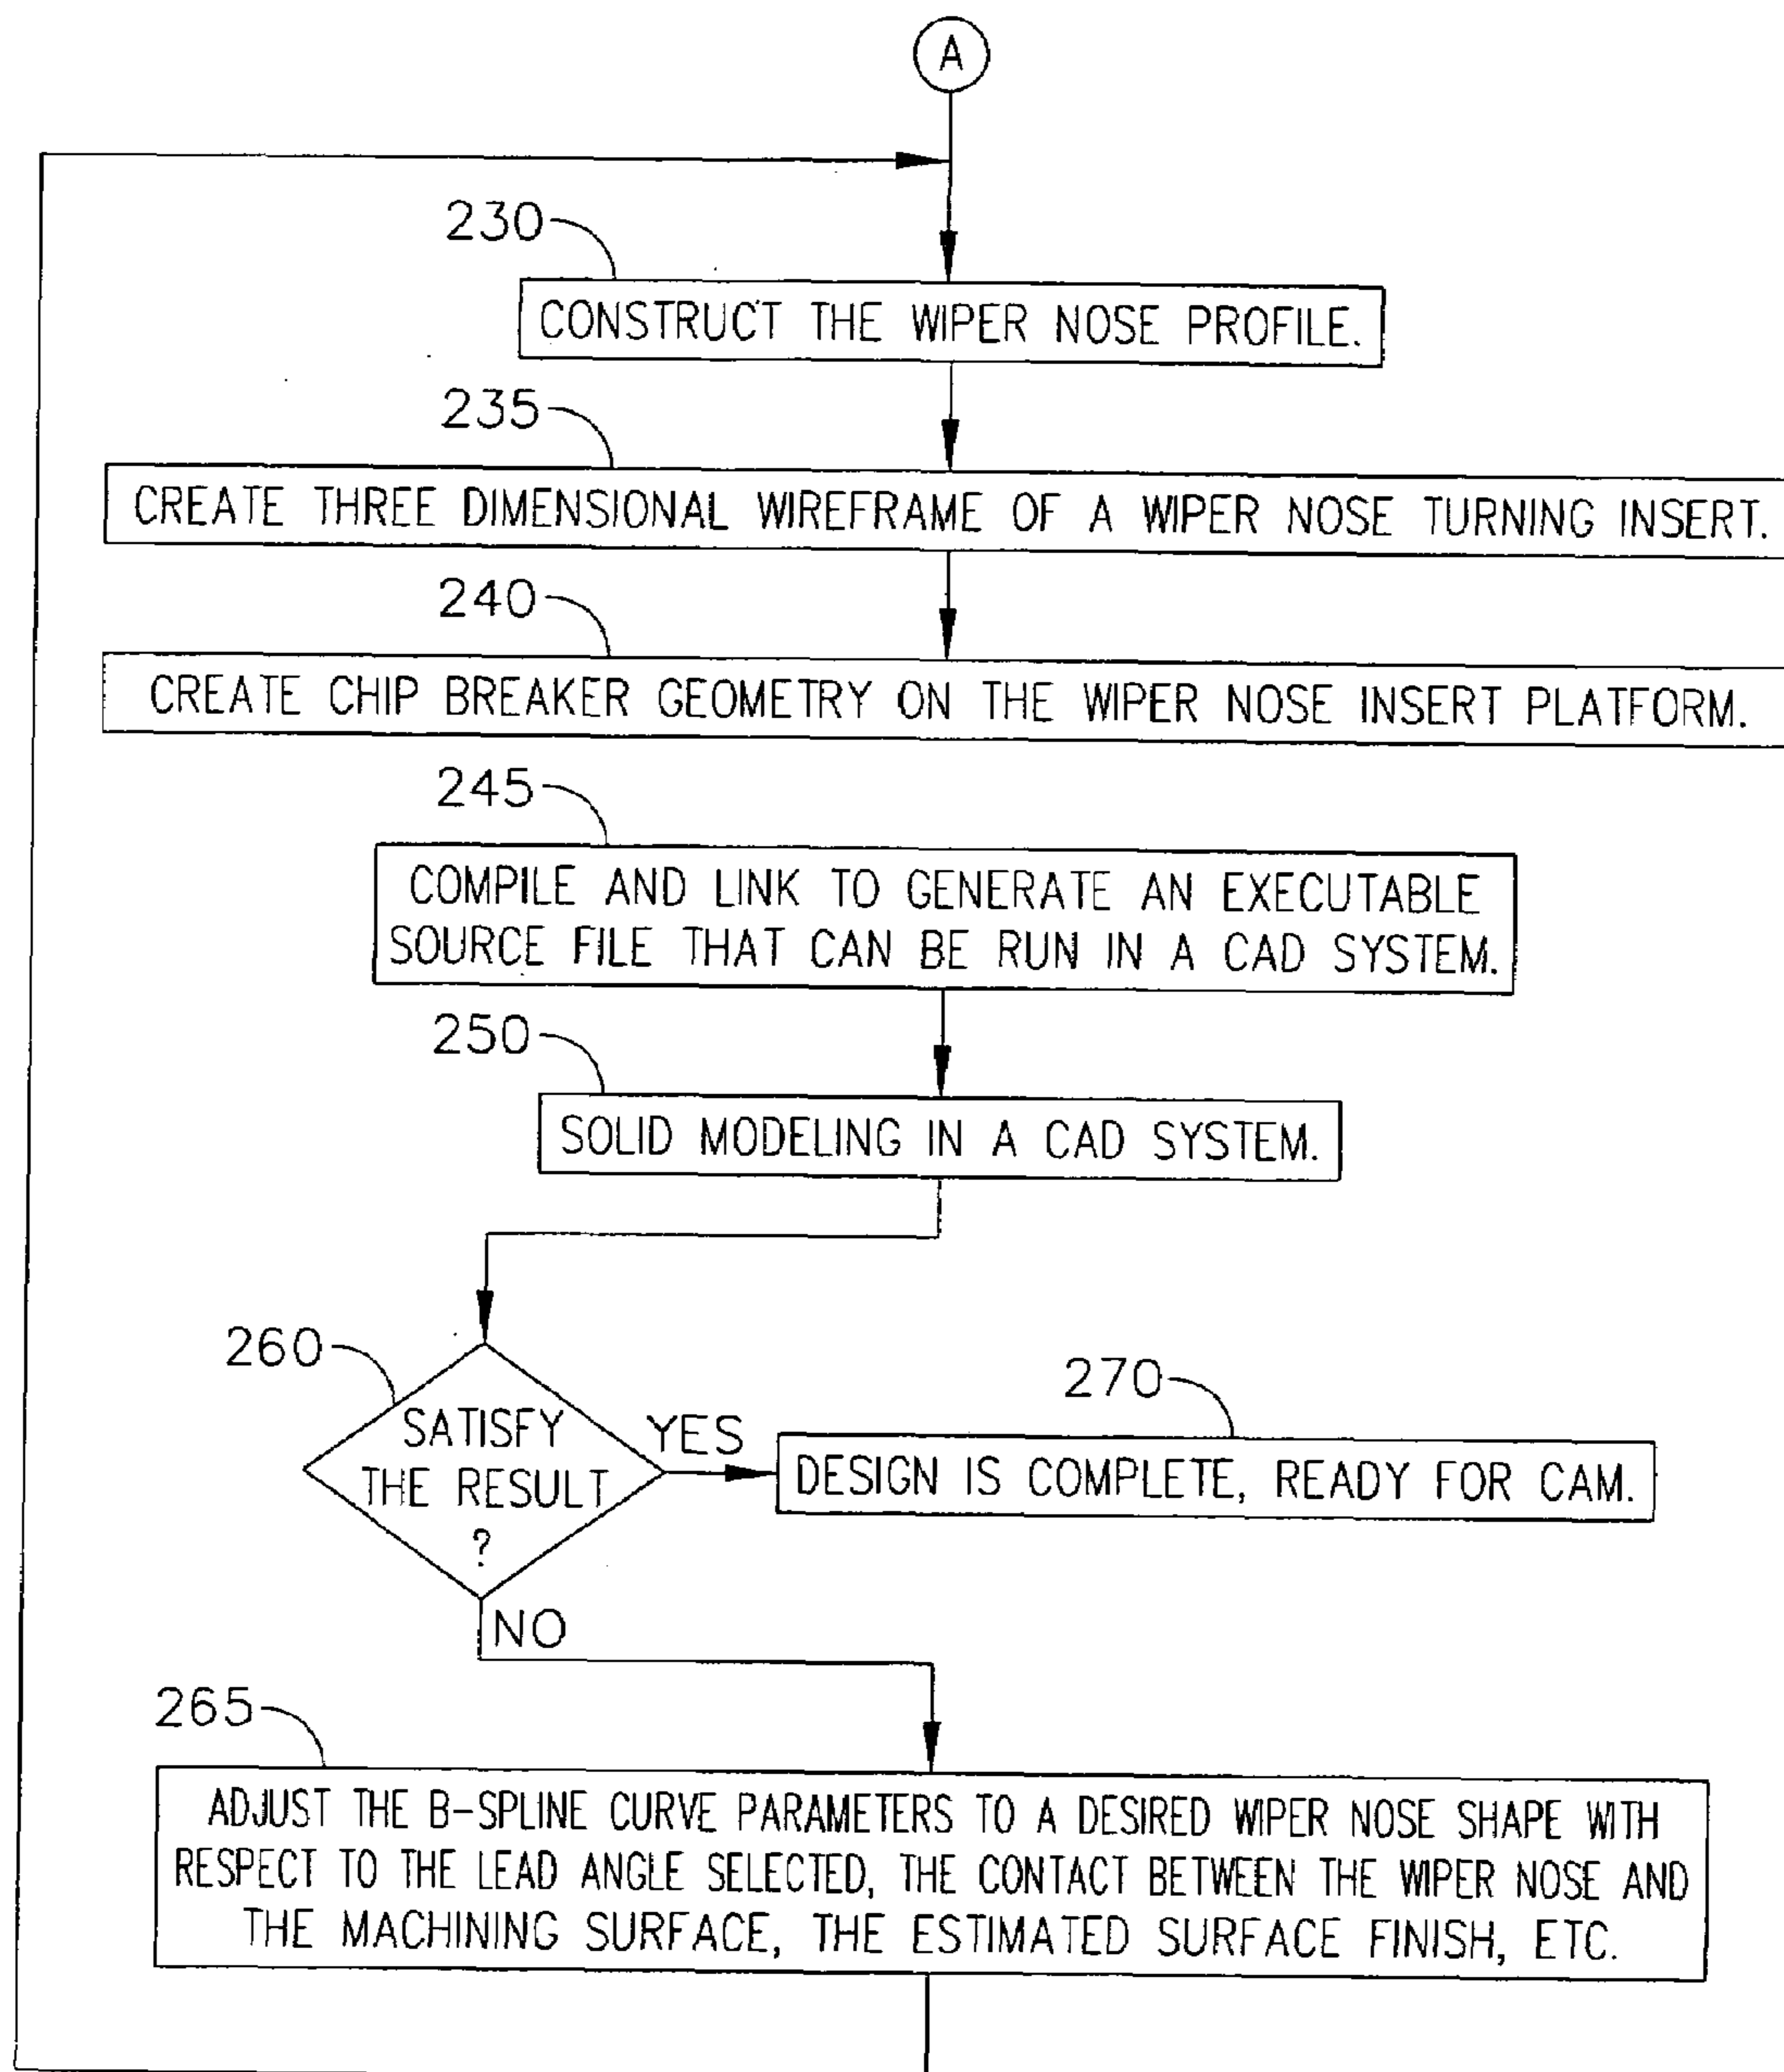 A
230
CONSTRUCT THE WIPER NOSE PROFILE.
235
CREATE THREE DIMENSIONAL WIREFRAME OF A WIPER NOSE TURNING INSERT.
240
CREATE CHIP BREAKER GEOMETRY ON THE WIPER NOSE INSERT PLATFORM.
245
COMPILE AND LINK TO GENERATE AN EXECUTABLE
SOURCE FILE THAT CAN BE RUN IN A CAD SYSTEM.
250
SOLID MODELING IN A CAD SYSTEM.
260
SATISFY
THE RESULT
?
YES
270
DESIGN IS COMPLETE, READY FOR CAM.
NO
265
ADJUST THE B-SPLINE CURVE PARAMETERS TO A DESIRED WIPER NOSE SHAPE WITH
RESPECT TO THE LEAD ANGLE SELECTED, THE CONTACT BETWEEN THE WIPER NOSE AND
THE MACHINING SURFACE, THE ESTIMATED SURFACE FINISH, ETC.